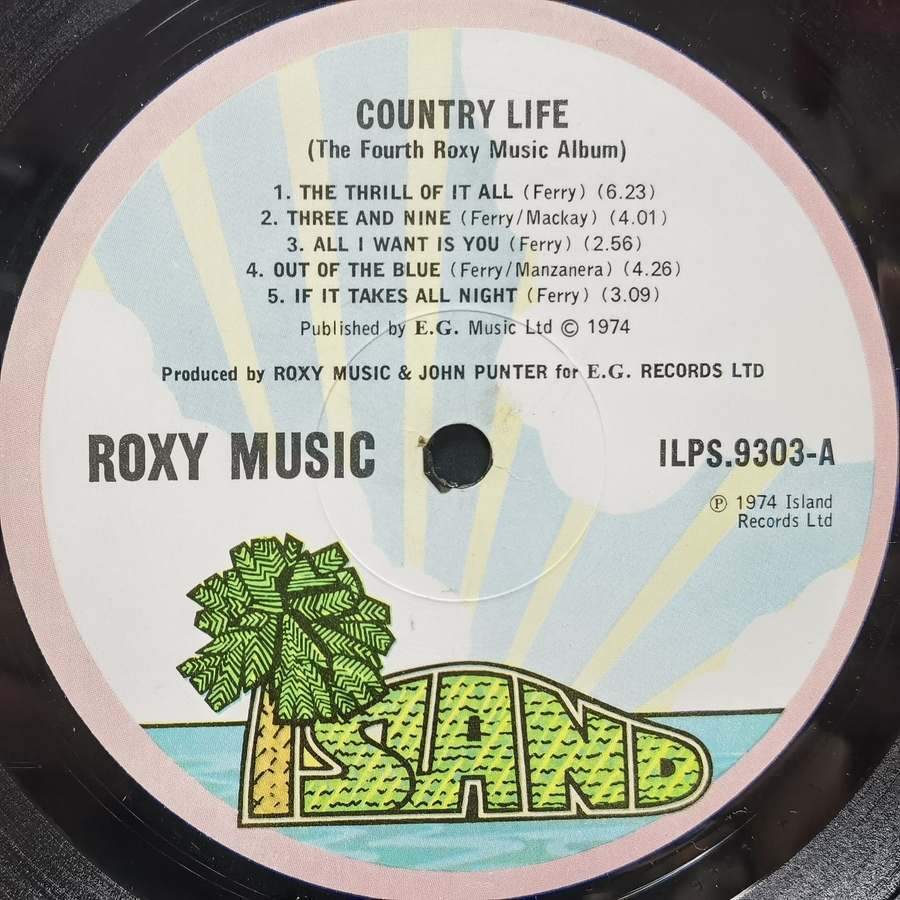 COUNTRY LIFE
(The Fourth Roxy Music Album)
1. THE THRILL OF IT ALL (Ferry) (6.23)
2. THREE AND NINE (Ferry/Mackay) (4.01)
3. ALL I WANT IS YOU (Ferry) (2.56)
4. OUT OF THE BLUE (Ferry/Manzanera) (4.26)
5. IF IT TAKES ALL NIGHT (Ferry) (3.09)
Published by E.G. Music Ltd © 1974
Produced by ROXY MUSIC & JOHN PUNTER for E.G. RECORDS LTD
ROXY MUSIC
ILPS.9303-A
℗ 1974 Island
Records Ltd
ISLAND